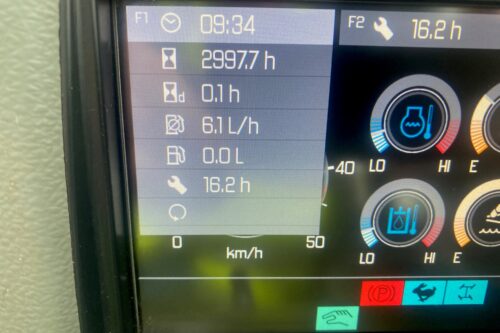 F1 09:34
F2 16.2 h
2997.7 h
d 0.1 h
6.1 L/h
0.0 L
40
16.2 h
LO HI E
0 50
km/h
LO HI E
P